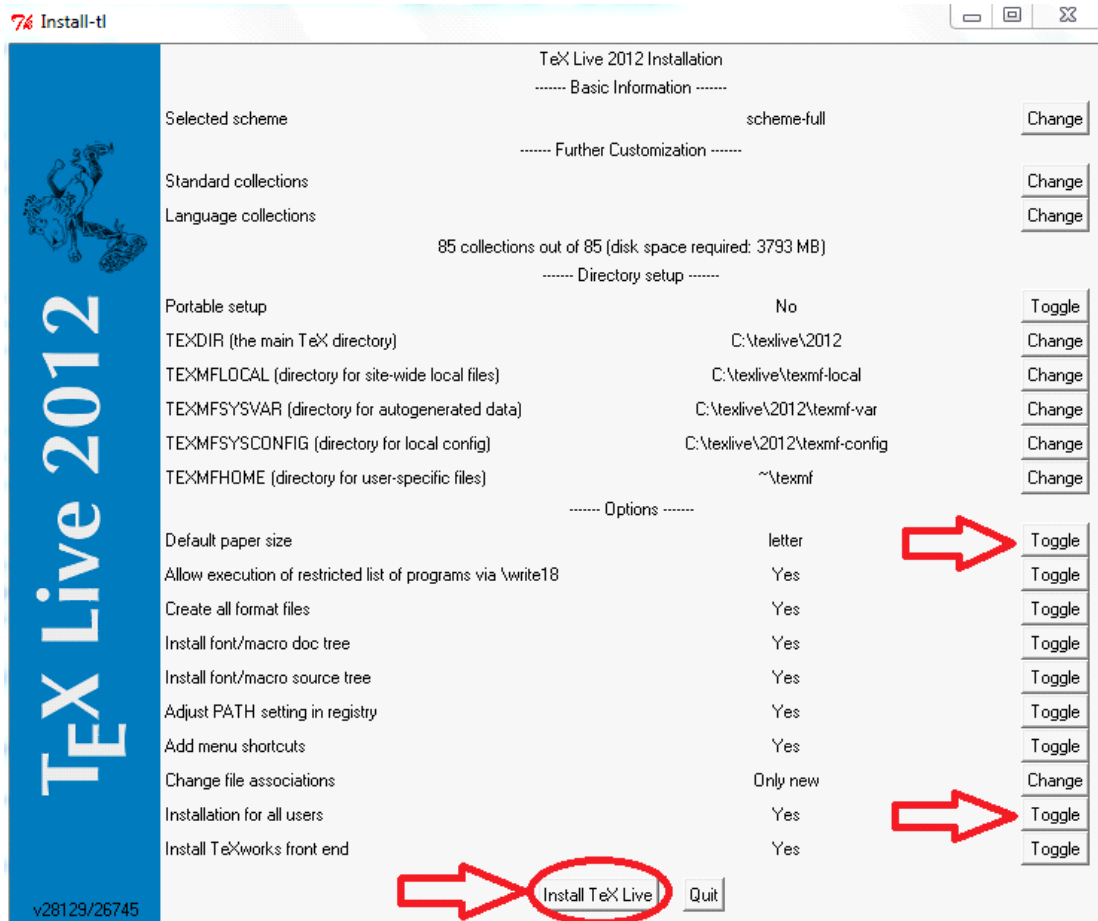 Install-tl
TeX Live 2012 Installation
------- Basic Information -------
Selected scheme scheme-full Change
------- Further Customization -------
Standard collections Change
Language collections Change
85 collections out of 85 (disk space required: 3793 MB)
------- Directory setup -------
Portable setup No Toggle
TEXDIR (the main TeX directory) C:\texlive\2012 Change
TEXMFLOCAL (directory for site-wide local files) C:\texlive\texmf-local Change
TEXMFSYSVAR (directory for autogenerated data) C:\texlive\2012\texmf-var Change
TEXMFSYSCONFIG (directory for local config) C:\texlive\2012\texmf-config Change
TEXMFHOME (directory for user-specific files) ~\texmf Change
------- Options -------
Default paper size letter Toggle
Allow execution of restricted list of programs via \write18 Yes Toggle
Create all format files Yes Toggle
Install font/macro doc tree Yes Toggle
Install font/macro source tree Yes Toggle
Adjust PATH setting in registry Yes Toggle
Add menu shortcuts Yes Toggle
Change file associations Only new Change
Installation for all users Yes Toggle
Install TeXworks front end Yes Toggle
Install TeX Live Quit
TEX Live 2012
v28129/26745